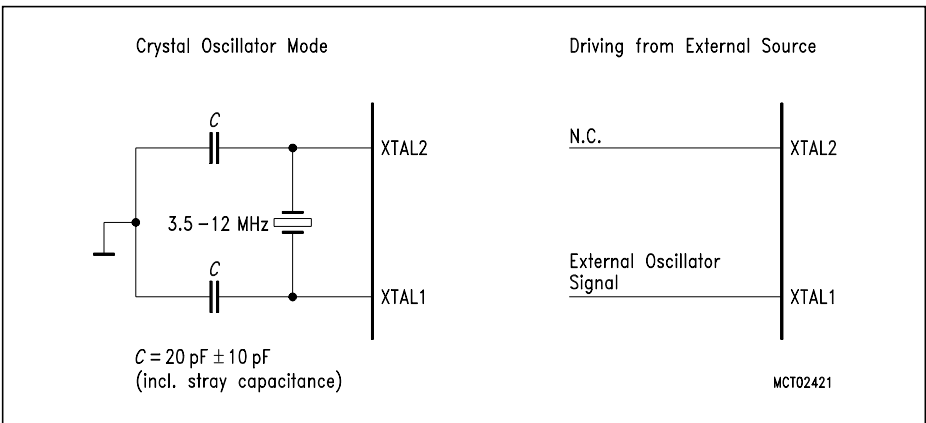 Crystal Oscillator Mode
C
XTAL2
3.5 – 12 MHz
C
XTAL1
C = 20 pF ± 10 pF
(incl. stray capacitance)
Driving from External Source
N.C.
XTAL2
External Oscillator
Signal
XTAL1
MCT02421